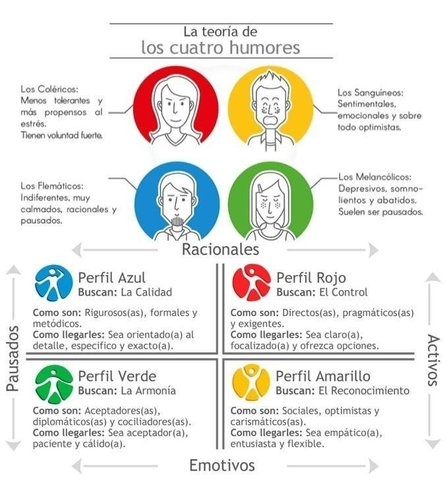 La teoría de
los cuatro humores
Los Coléricos:
Menos tolerantes y
más propensos al
estrés.
Tienen voluntad fuerte.
Los Sanguíneos:
Sentimentales,
emocionales y sobre
todo optimistas.
Los Flemáticos:
Indiferentes, muy
calmados, racionales y
pausados.
Los Melancólicos:
Depresivos, somno-
lientos y abatidos.
Suelen ser pausados.
Racionales
Pausados
Activos
Perfil Azul
Buscan: La Calidad
Como son: Rigurosos(as), formales y
metódicos.
Como llegarles: Sea orientado(a) al
detalle, específico y exacto(a).
Perfil Rojo
Buscan: El Control
Como son: Directos(as), pragmáticos(as)
y exigentes.
Como llegarles: Sea claro(a),
focalizado(a) y ofrezca opciones.
Perfil Verde
Buscan: La Armonía
Como son: Aceptadores(as),
diplomáticos(as) y cociliadores(as).
Como llegarles: Sea aceptador(a),
paciente y cálido(a).
Perfil Amarillo
Buscan: El Reconocimiento
Como son: Sociales, optimistas y
carismáticos(as).
Como llegarles: Sea empático(a),
entusiasta y flexible.
Emotivos